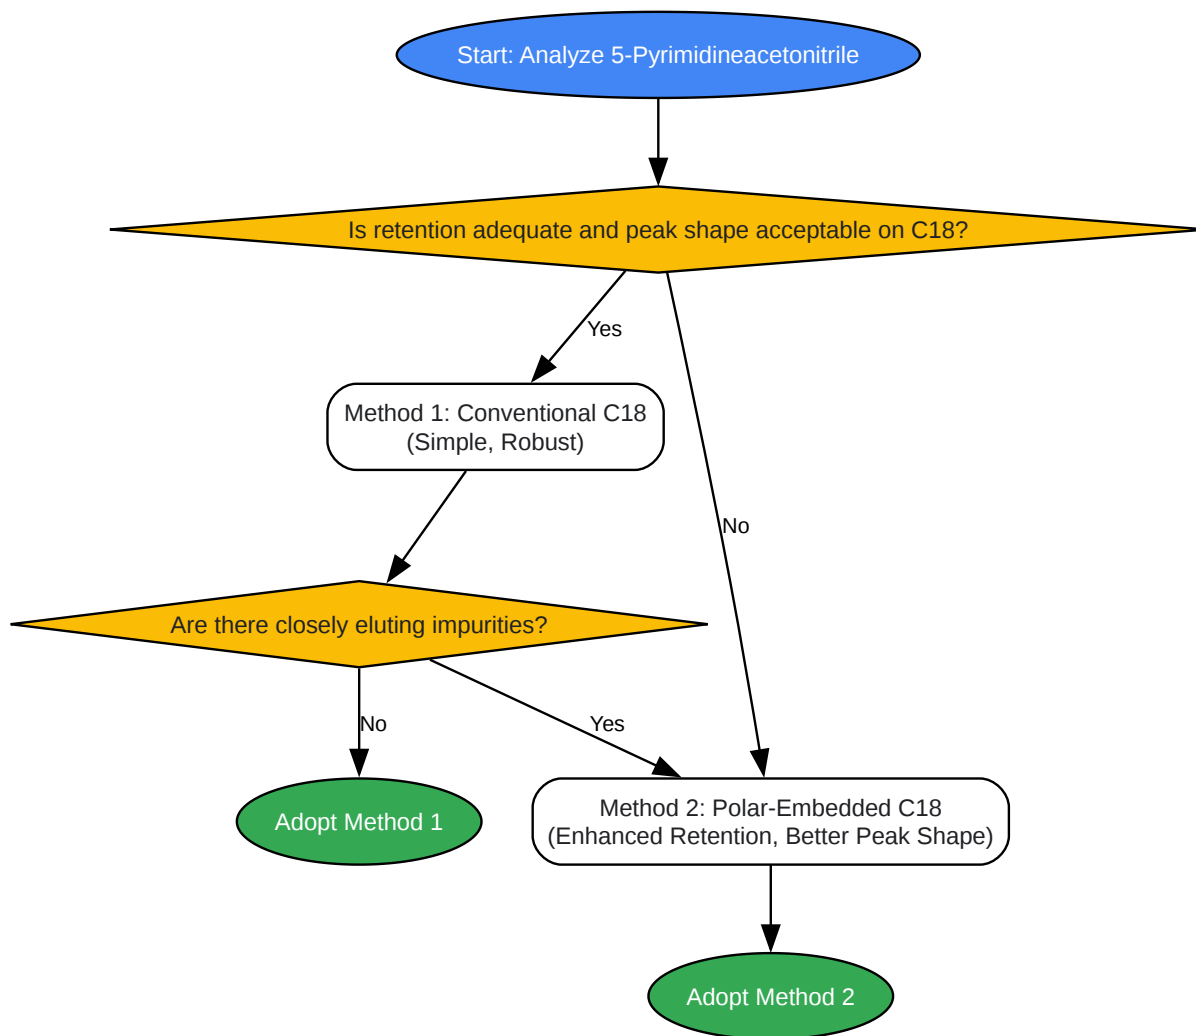 Start: Analyze 5-Pyrimidineacetonitrile
Is retention adequate and peak shape acceptable on C18?
Yes
Method 1: Conventional C18
(Simple, Robust)
No
Are there closely eluting impurities?
No
Yes
Adopt Method 1
Method 2: Polar-Embedded C18
(Enhanced Retention, Better Peak Shape)
Adopt Method 2